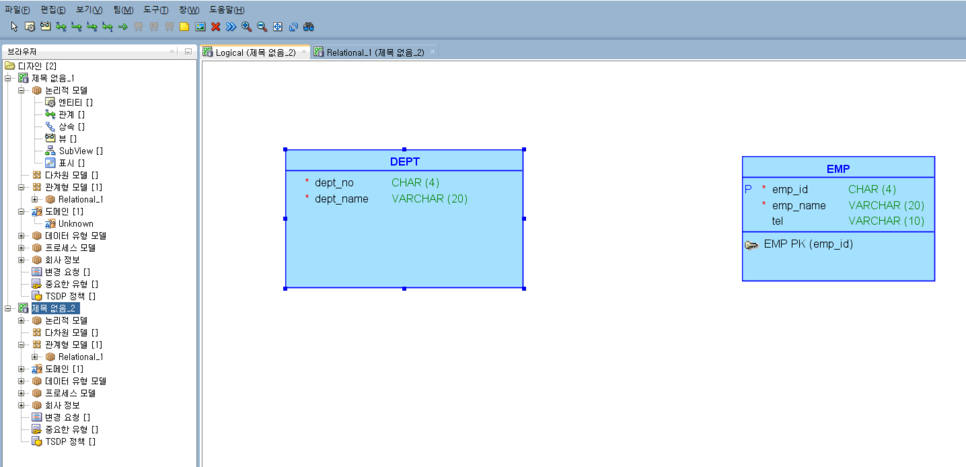 파일(F) 편집(E) 보기(V) 팀(M) 도구(T) 창(W) 도움말(H)
브라우저
Logical (제목 없음_2)
Relational_1 (제목 없음_2)
디자인 [2]
제목 없음_1
논리적 모델
엔티티 []
관계 []
상속 []
뷰 []
SubView []
표시 []
다차원 모델 []
관계형 모델 [1]
Relational_1
도메인 [1]
Unknown
데이터 유형 모델
프로세스 모델
회사 정보
변경 요청 []
중요한 유형 []
TSDP 정책 []
제목 없음_2
논리적 모델
다차원 모델 []
관계형 모델 [1]
Relational_1
도메인 [1]
데이터 유형 모델
프로세스 모델
회사 정보
변경 요청 []
중요한 유형 []
TSDP 정책 []
DEPT
* dept_no CHAR (4)
* dept_name VARCHAR (20)
EMP
P * emp_id CHAR (4)
* emp_name VARCHAR (20)
tel VARCHAR (10)
EMP PK (emp_id)